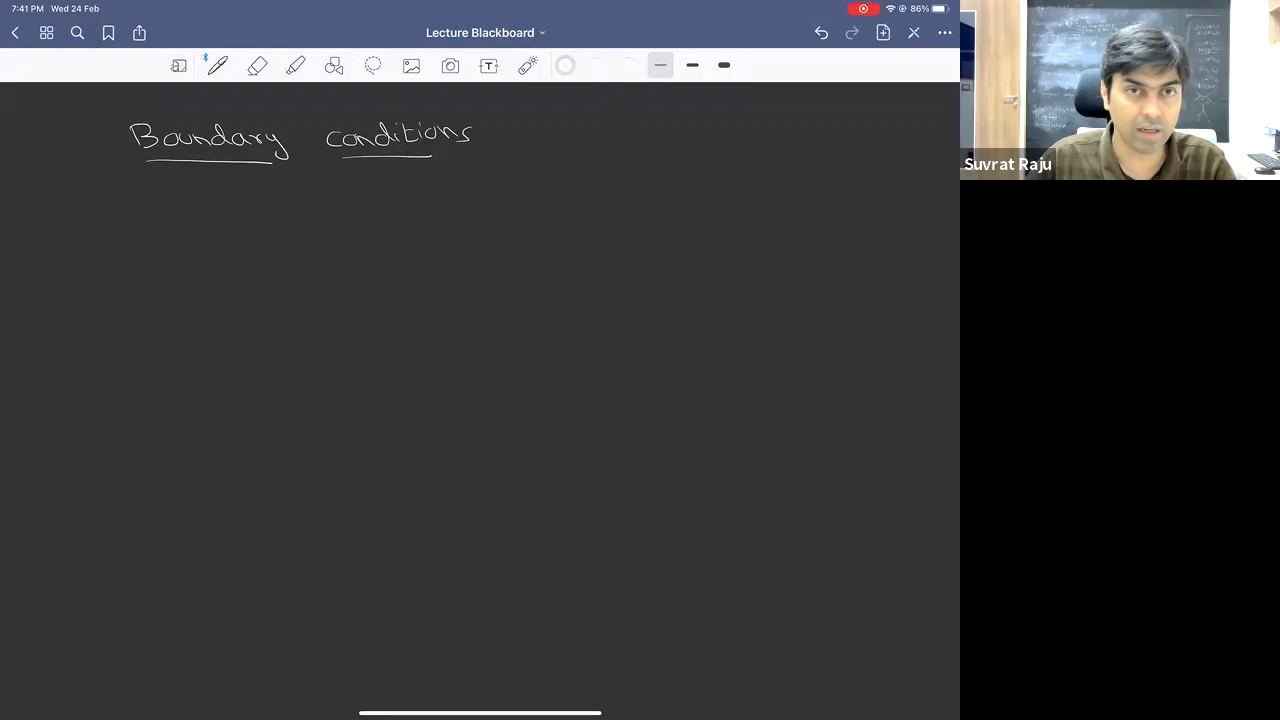 7:41 PM Wed 24 Feb
86%
Lecture Blackboard
T
Boundary conditions
Suvrat Raju